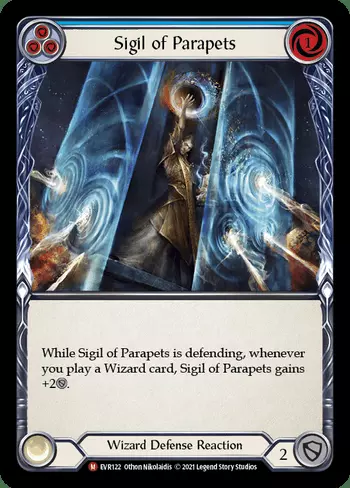 Sigil of Parapets
1
While Sigil of Parapets is defending, whenever
you play a Wizard card, Sigil of Parapets gains
+2.
2
Wizard Defense Reaction
M EVR122 Othon Nikolaidis © 2021 Legend Story Studios